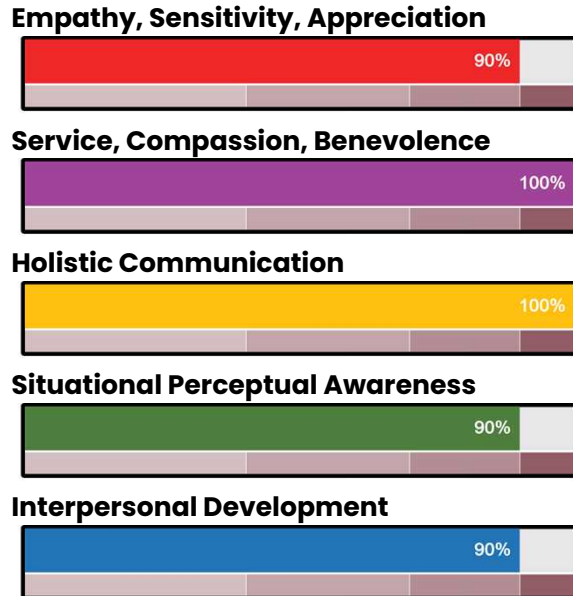 Empathy, Sensitivity, Appreciation
90%
Service, Compassion, Benevolence
100%
Holistic Communication
100%
Situational Perceptual Awareness
90%
Interpersonal Development
90%